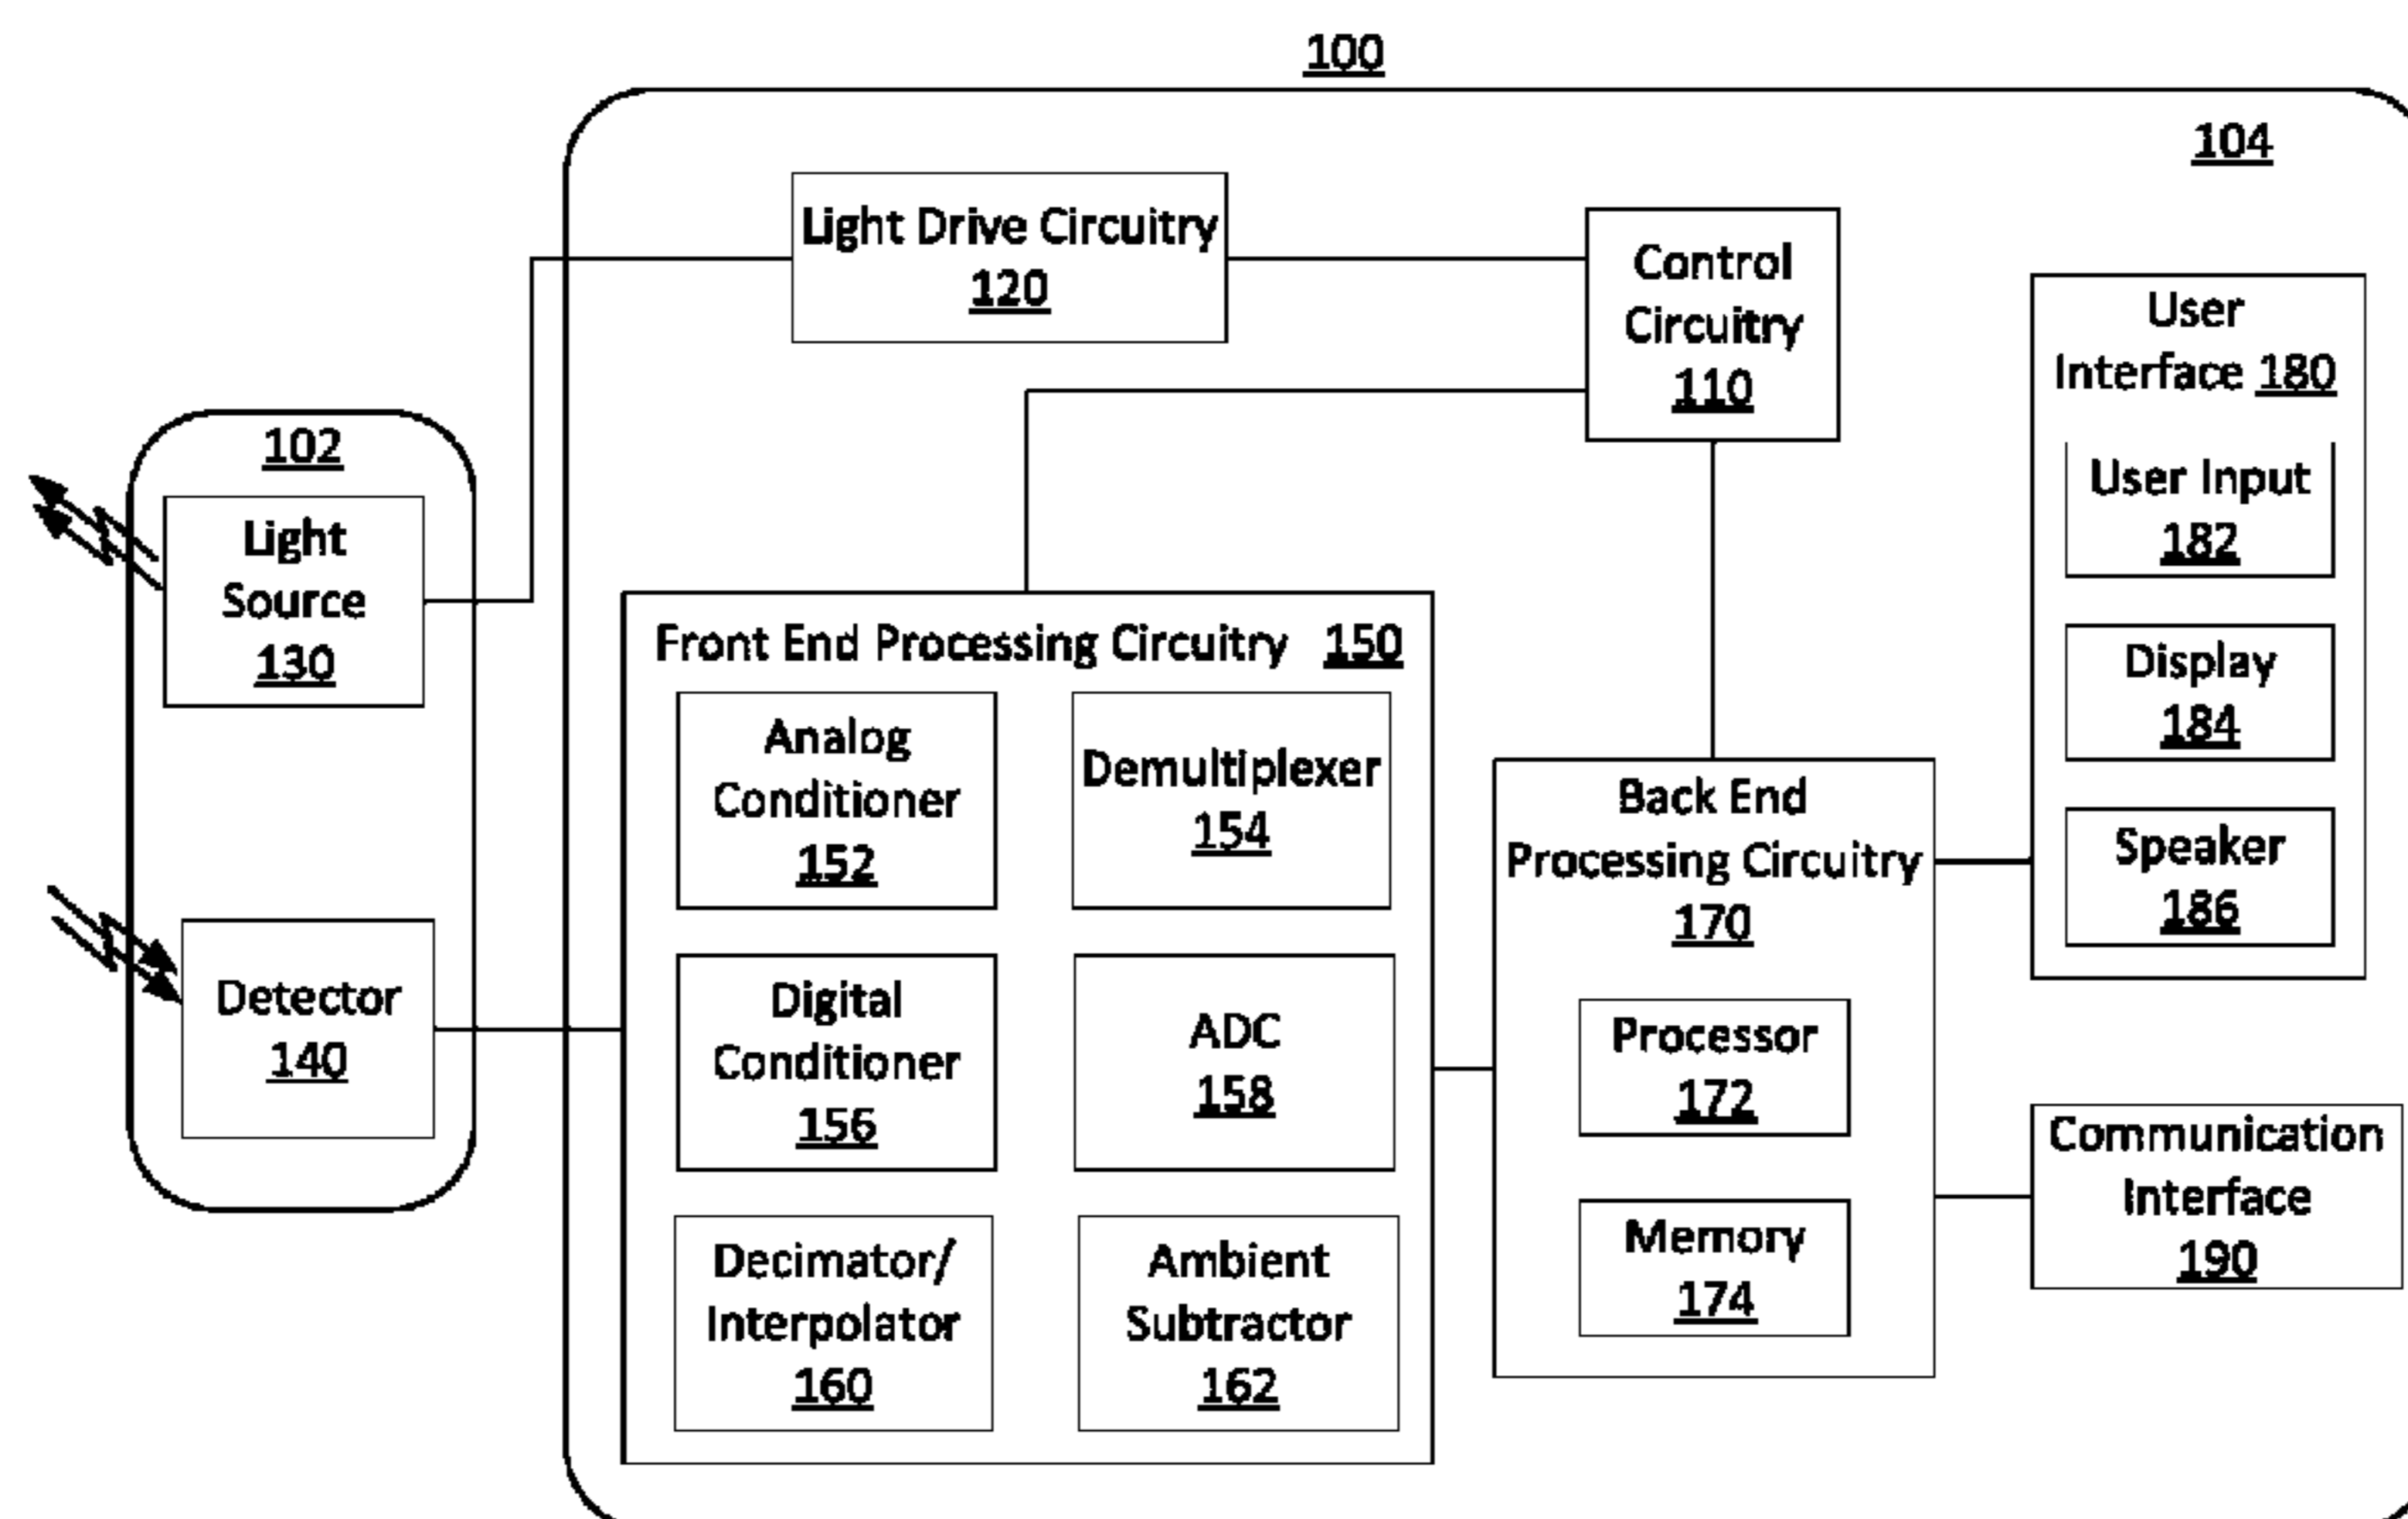 100
104
Light Drive Circuitry
120
Control
Circuitry
110
User
Interface 180
User Input
182
Display
184
Speaker
186
102
Light
Source
130
Detector
140
Front End Processing Circuitry 150
Analog
Conditioner
152
Demultiplexer
154
Digital
Conditioner
156
ADC
158
Decimator/
Interpolator
160
Ambient
Subtractor
162
Back End
Processing Circuitry
170
Processor
172
Memory
174
Communication
Interface
190